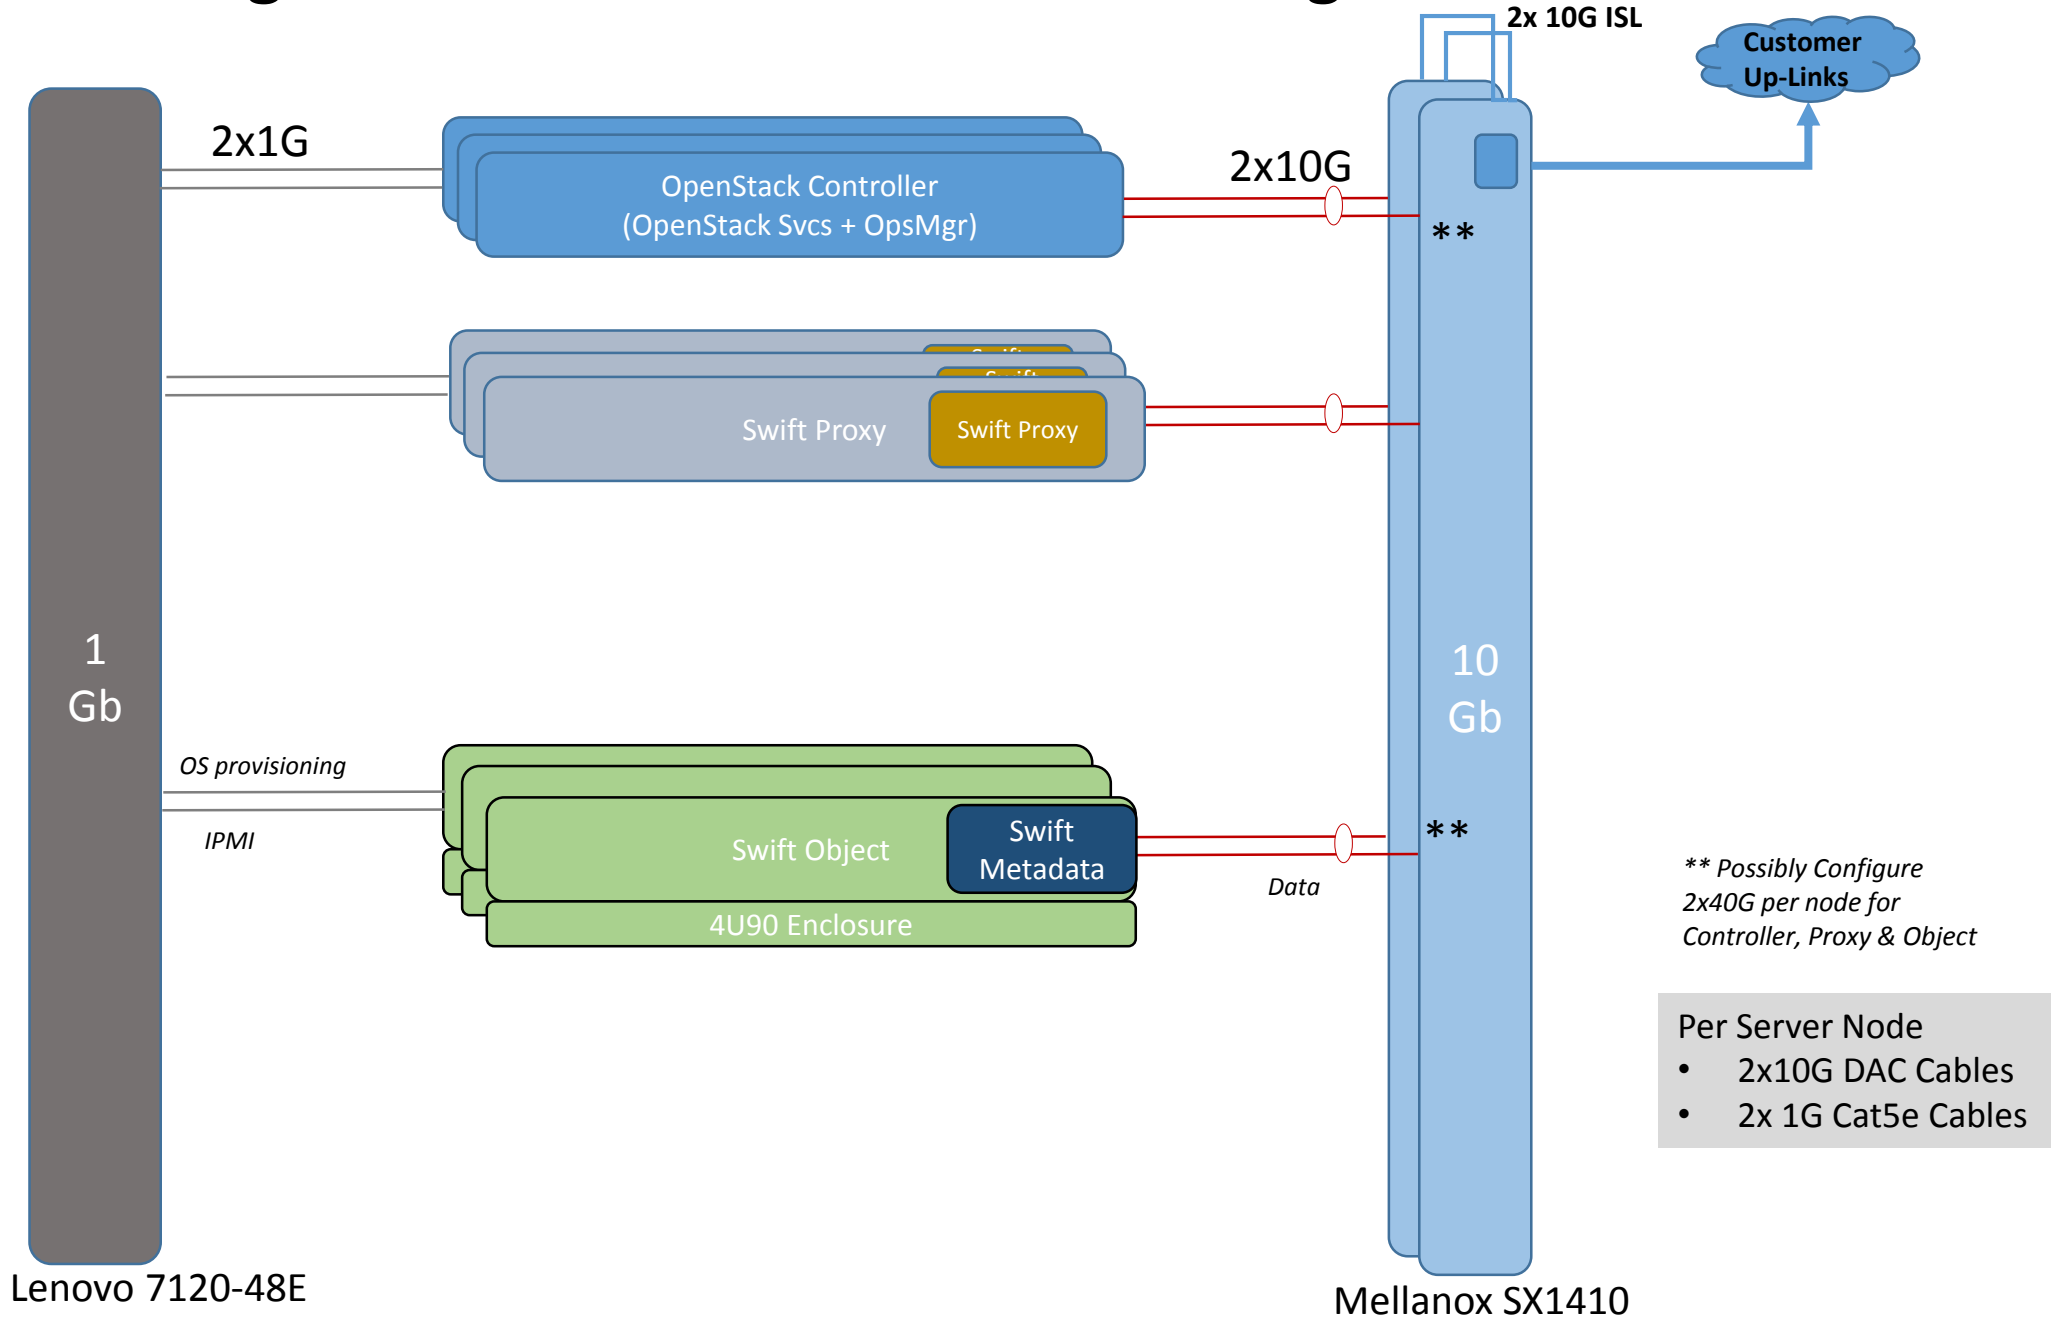 2x 10G ISL
Customer
Up-Links
2x1G
2x10G
OpenStack Controller
(OpenStack Svcs + OpsMgr)
**
Swift Proxy
Swift Proxy
1
Gb
10
Gb
OS provisioning
IPMI
Swift Object
Swift
Metadata
4U90 Enclosure
**
Data
** Possibly Configure
2x40G per node for
Controller, Proxy & Object
Per Server Node
• 2x10G DAC Cables
• 2x 1G Cat5e Cables
Lenovo 7120-48E
Mellanox SX1410